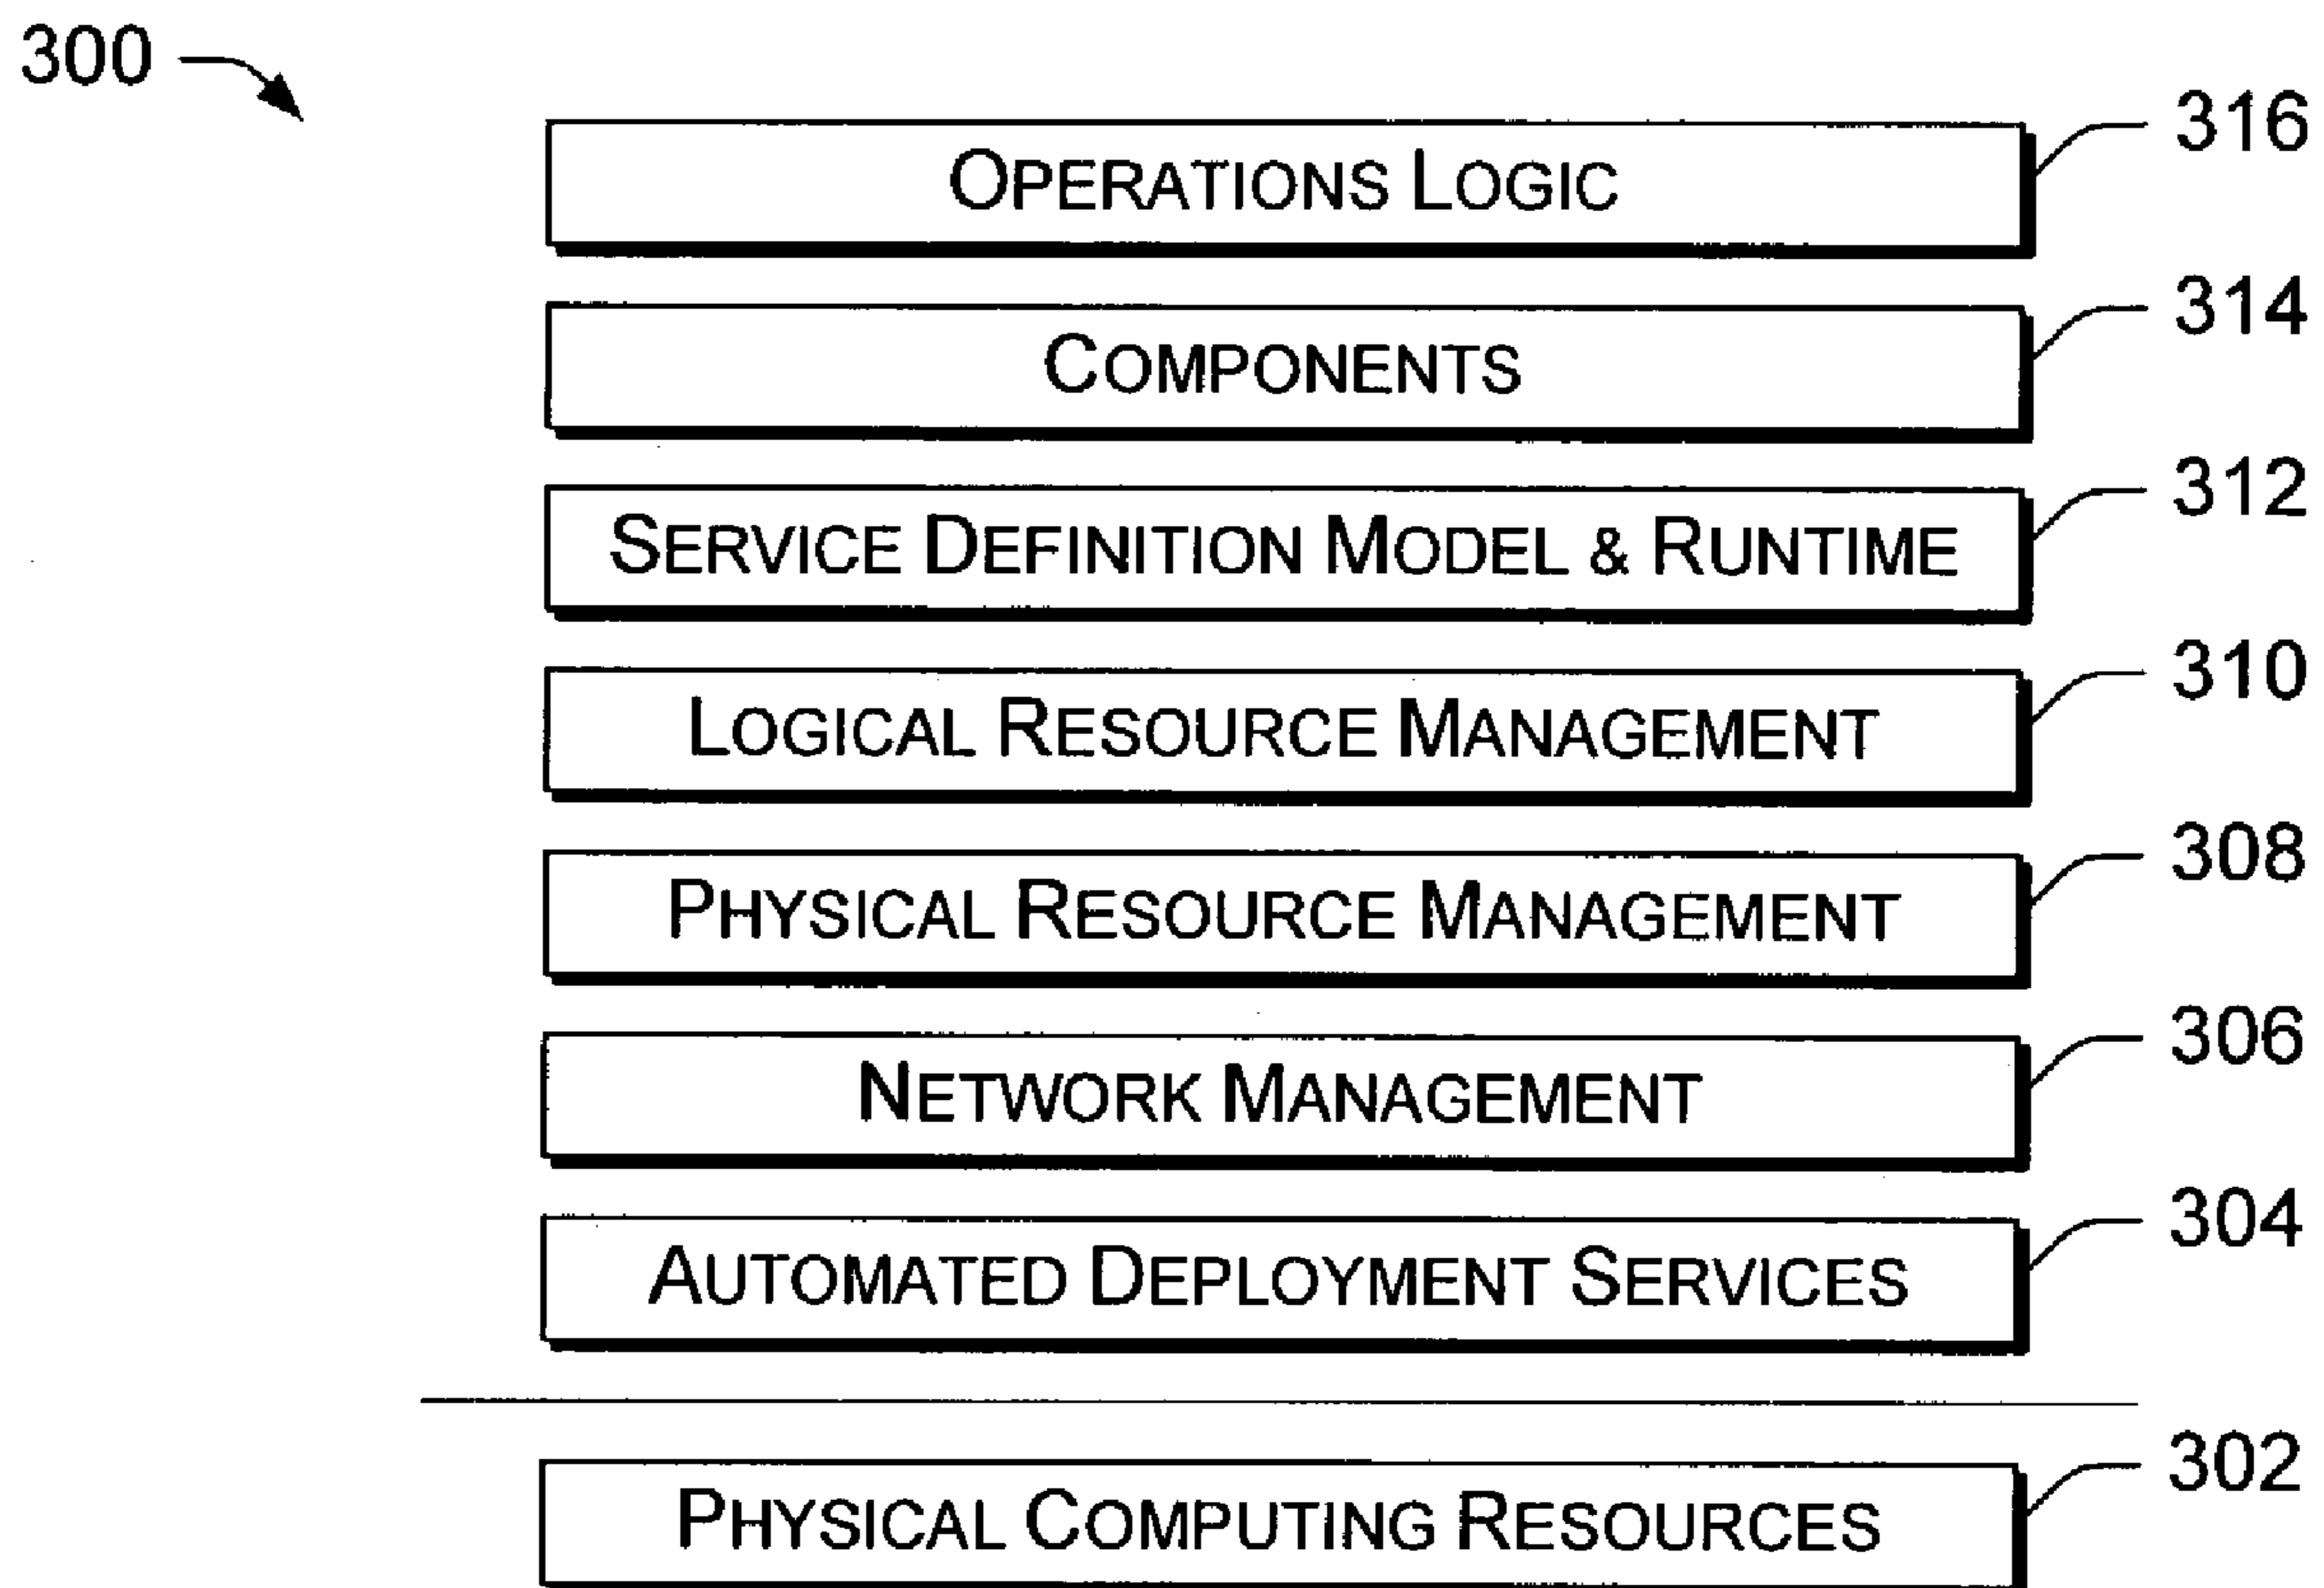 300
OPERATIONS LOGIC 316
COMPONENTS 314
SERVICE DEFINITION MODEL & RUNTIME 312
LOGICAL RESOURCE MANAGEMENT 310
PHYSICAL RESOURCE MANAGEMENT 308
NETWORK MANAGEMENT 306
AUTOMATED DEPLOYMENT SERVICES 304
PHYSICAL COMPUTING RESOURCES 302